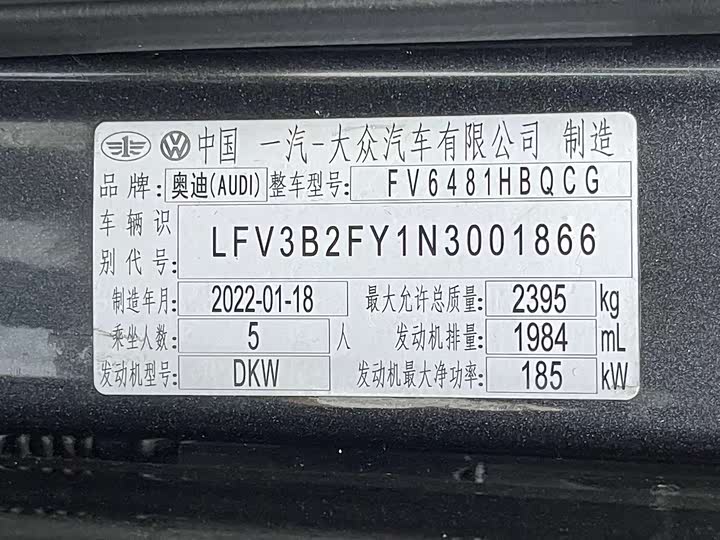 中国 一汽-大众汽车有限公司 制造
品牌: 奥迪(AUDI) 整车型号: FV6481HBQCG
车辆识别代号: LFV3B2FY1N3001866
制造年月: 2022-01-18 最大允许总质量: 2395 kg
乘坐人数: 5 人 发动机排量: 1984 mL
发动机型号: DKW 发动机最大净功率: 185 kW